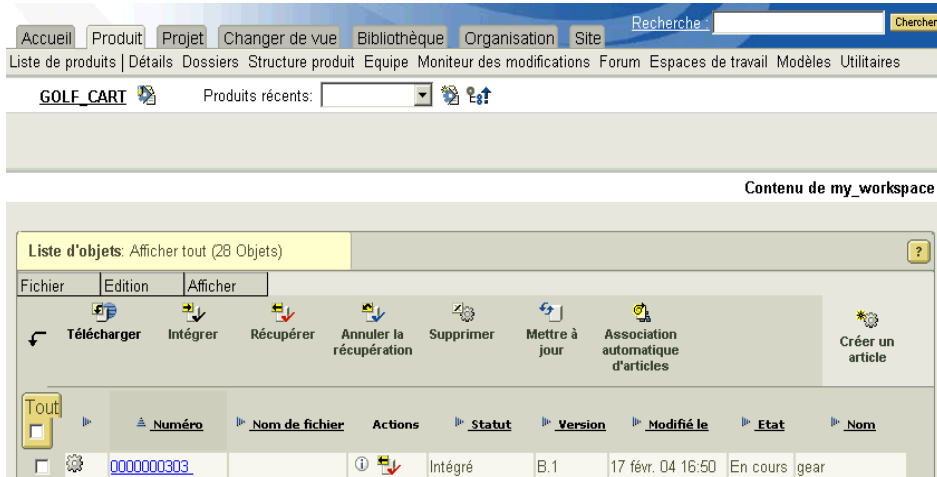 Recherche : Chercher
Accueil Produit Projet Changer de vue Bibliothèque Organisation Site
Liste de produits | Détails Dossiers Structure produit Equipe Moniteur des modifications Forum Espaces de travail Modèles Utilitaires
GOLF_CART Produits récents:
Contenu de my_workspace
Liste d'objets: Afficher tout (28 Objets) ?
Fichier Edition Afficher
Télécharger Intégrer Récupérer Annuler la récupération Supprimer Mettre à jour Association automatique d'articles Créer un article
Tout Numéro Nom de fichier Actions Statut Version Modifié le Etat Nom
0000000303 Intégré B.1 17 févr. 04 16:50 En cours gear